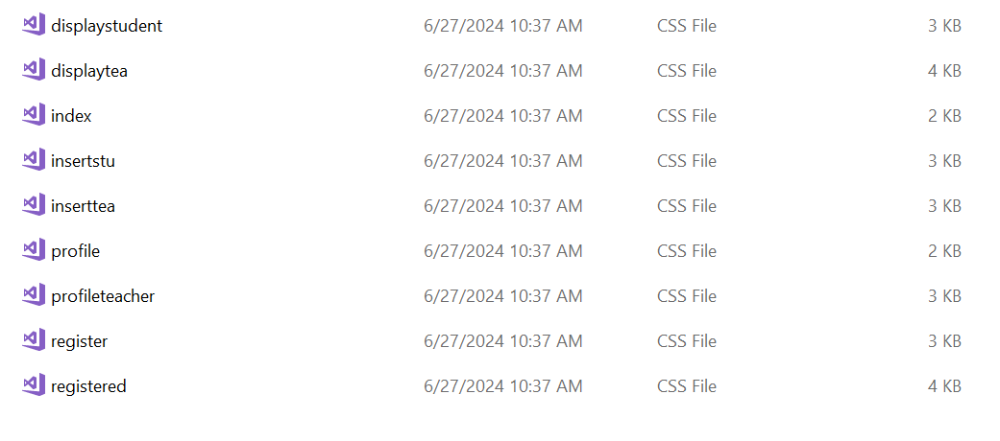 displaystudent 6/27/2024 10:37 AM CSS File 3 KB
displaytea 6/27/2024 10:37 AM CSS File 4 KB
index 6/27/2024 10:37 AM CSS File 2 KB
insertstu 6/27/2024 10:37 AM CSS File 3 KB
inserttea 6/27/2024 10:37 AM CSS File 3 KB
profile 6/27/2024 10:37 AM CSS File 2 KB
profileteacher 6/27/2024 10:37 AM CSS File 3 KB
register 6/27/2024 10:37 AM CSS File 3 KB
registered 6/27/2024 10:37 AM CSS File 4 KB